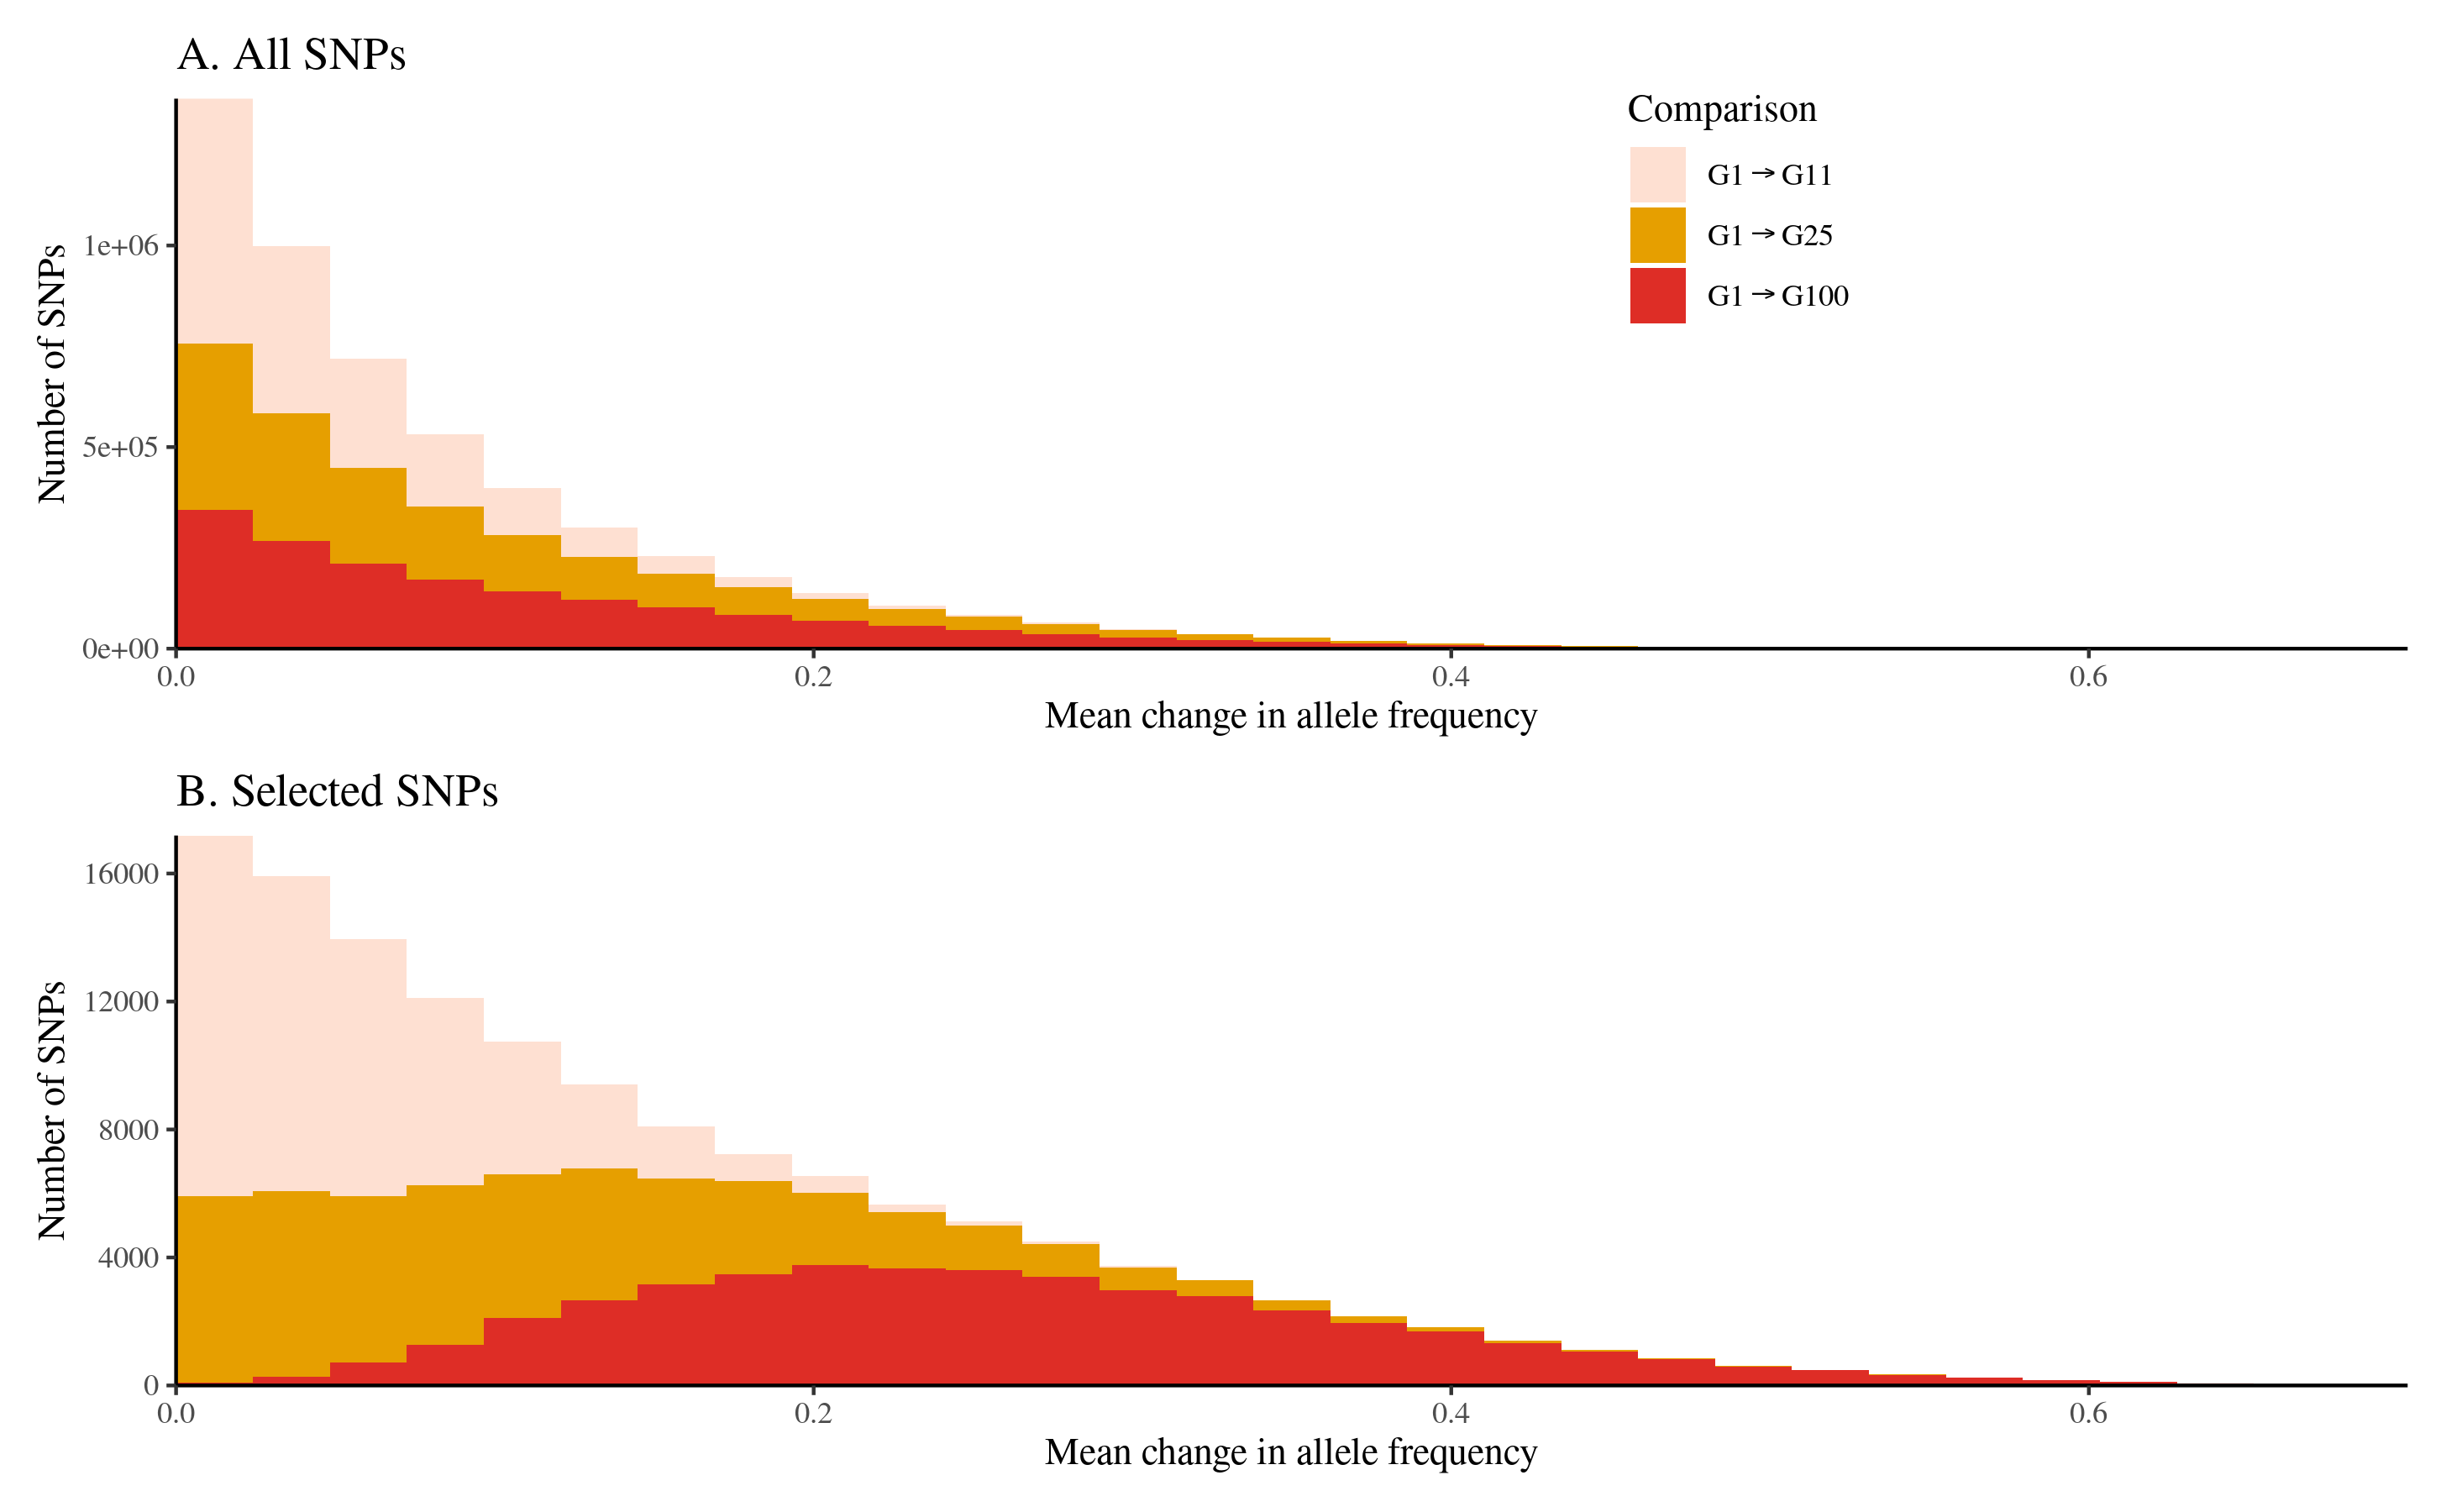 A. All SNPs
Comparison
G1 → G11
G1 → G25
G1 → G100
Number of SNPs
1e+06
5e+05
0e+00
0.0 0.2 0.4 0.6
Mean change in allele frequency
B. Selected SNPs
Number of SNPs
16000
12000
8000
4000
0
0.0 0.2 0.4 0.6
Mean change in allele frequency